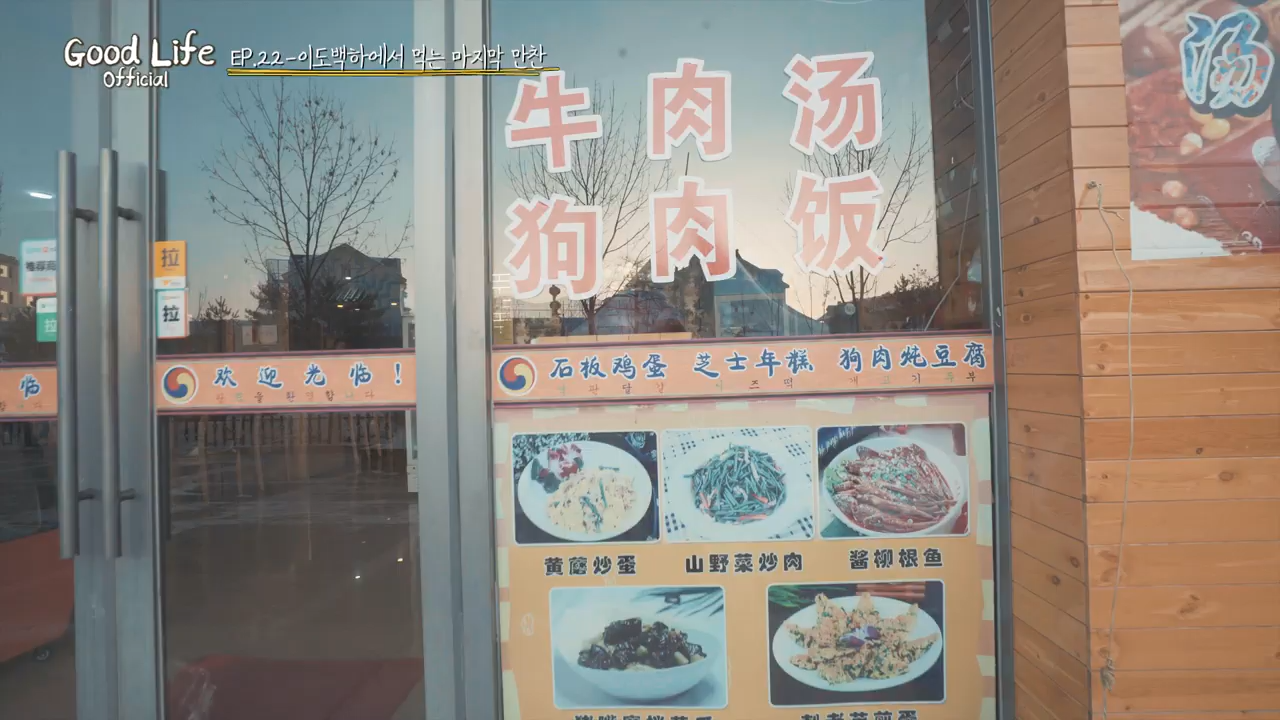 Good Life
Official
EP.22-이도백하에서 먹는 마지막 만찬
牛肉汤
狗肉饭
汤
拉
拉
拉
临
欢迎光临！
石板鸡蛋 芝士年糕 狗肉炖豆腐
黄蘑炒蛋
山野菜炒肉
酱柳根鱼